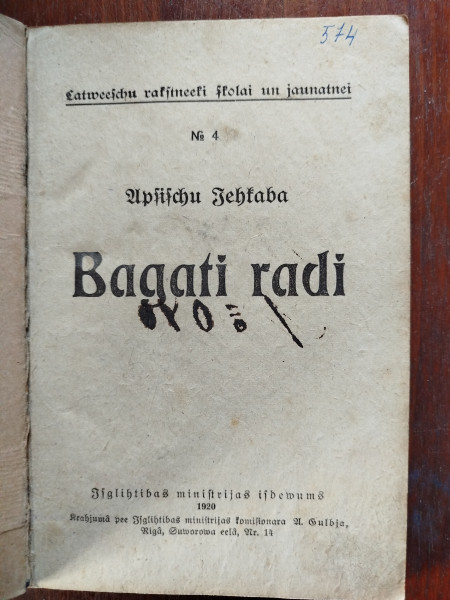 574
Latweeschu rakstneeki skolai un jaunatnei
№ 4
Apsischu Jehkaba
Bagati radi
Isglihtibas ministrijas isdewums
1920
Krahjumā pee Isglihtibas ministrijas komisionara A. Gulbja,
Rigā, Suworowa eelā, Nr. 14